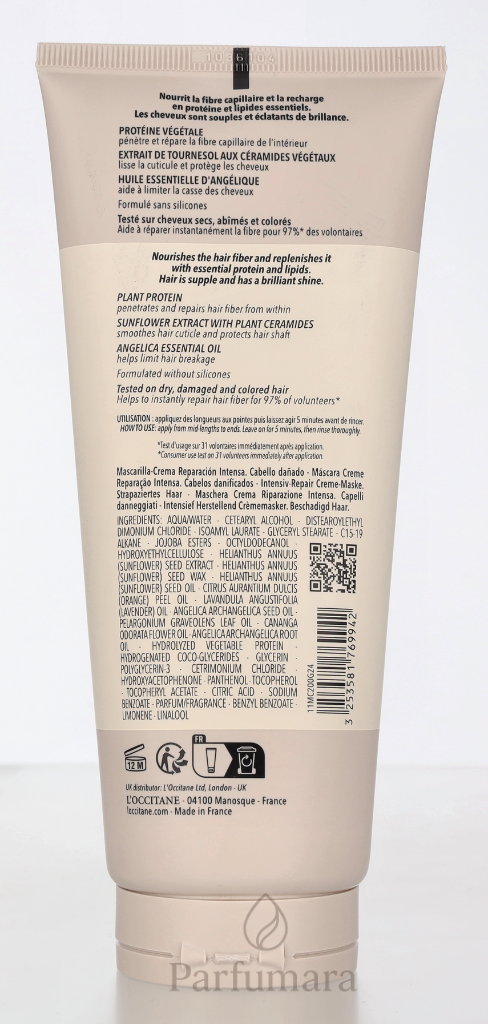 Nourrit la fibre capillaire et la recharge
en protéine et lipides essentiels.
Les cheveux sont souples et éclatants de brillance.
PROTÉINE VÉGÉTALE
pénètre et répare la fibre capillaire de l'intérieur
EXTRAIT DE TOURNESOL AUX CÉRAMIDES VÉGÉTAUX
lisse la cuticule et protège les cheveux
HUILE ESSENTIELLE D'ANGÉLIQUE
aide à limiter la casse des cheveux
Formulé sans silicones
Testé sur cheveux secs, abîmés et colorés
Aide à réparer instantanément la fibre pour 97%* des volontaires
Nourishes the hair fiber and replenishes it
with essential protein and lipids.
Hair is supple and has a brilliant shine.
PLANT PROTEIN
penetrates and repairs hair fiber from within
SUNFLOWER EXTRACT WITH PLANT CERAMIDES
smoothes hair cuticle and protects hair shaft
ANGELICA ESSENTIAL OIL
helps limit hair breakage
Formulated without silicones
Tested on dry, damaged and colored hair
Helps to instantly repair hair fiber for 97% of volunteers*
UTILISATION : appliquez des longueurs aux pointes puis laissez agir 5 minutes avant de rincer.
HOW TO USE: apply from mid-lengths to ends. Leave on for 5 minutes, then rinse thoroughly.
*Test d'usage sur 31 volontaires immédiatement après application.
*Consumer use test on 31 volunteers immediately after application
Mascarilla-Crema Reparación Intensa. Cabello dañado · Máscara Creme
Reparação Intensa. Cabelos danificados · Intensiv-Repair Creme-Maske.
Strapaziertes Haar · Maschera Crema Riparazione Intensa. Capelli
danneggiati · Intensief Herstellend Crèmemasker. Beschadigd Haar.
INGREDIENTS: AQUA/WATER · CETEARYL ALCOHOL · DISTEAROYLETHYL
DIMONIUM CHLORIDE · ISOAMYL LAURATE · GLYCERYL STEARATE · C15-19
ALKANE · JOJOBA ESTERS · OCTYLDODECANOL ·
HYDROXYETHYLCELLULOSE · HELIANTHUS ANNUUS
(SUNFLOWER) SEED EXTRACT · HELIANTHUS ANNUUS
(SUNFLOWER) SEED WAX · HELIANTHUS ANNUUS
(SUNFLOWER) SEED OIL · CITRUS AURANTIUM DULCIS
(ORANGE) PEEL OIL · LAVANDULA ANGUSTIFOLIA
(LAVENDER) OIL · ANGELICA ARCHANGELICA SEED OIL ·
PELARGONIUM GRAVEOLENS LEAF OIL · CANANGA
ODORATA FLOWER OIL · ANGELICA ARCHANGELICA ROOT
OIL · HYDROLYZED VEGETABLE PROTEIN ·
HYDROGENATED COCO-GLYCERIDES · GLYCERIN ·
POLYGLYCERIN-3 · CETRIMONIUM CHLORIDE ·
HYDROXYACETOPHENONE · PANTHENOL · TOCOPHEROL
· TOCOPHERYL ACETATE · CITRIC ACID · SODIUM
BENZOATE · PARFUM/FRAGRANCE · BENZYL BENZOATE ·
LIMONENE · LINALOOL
11MC200G24
3 253581 769942
FR
12 M
UK distributor: L'Occitane Ltd, London - UK
L'OCCITANE · 04100 Manosque - France
loccitane.com · Made in France
Parfumara